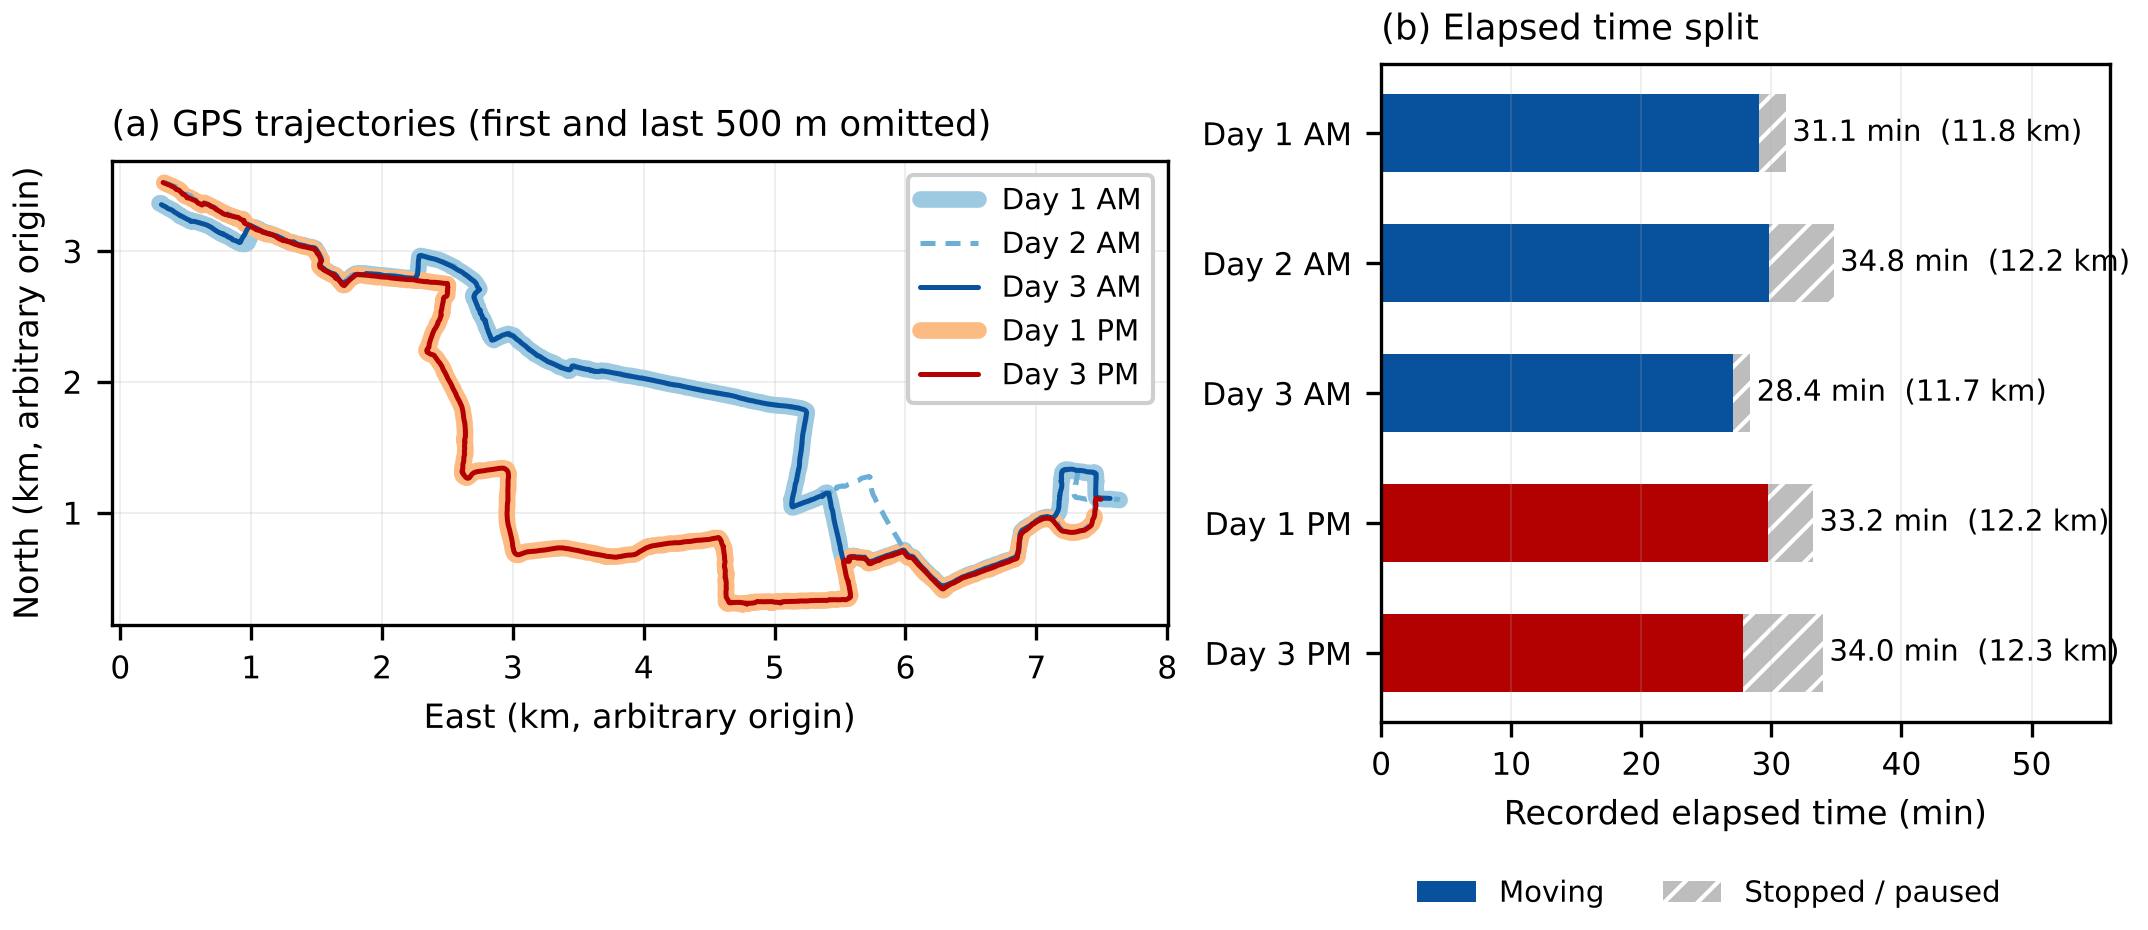 (a) GPS trajectories (first and last 500 m omitted)
North (km, arbitrary origin)
3
2
1
0 1 2 3 4 5 6 7 8
East (km, arbitrary origin)
Day 1 AM
Day 2 AM
Day 3 AM
Day 1 PM
Day 3 PM
(b) Elapsed time split
Day 1 AM 31.1 min (11.8 km)
Day 2 AM 34.8 min (12.2 km)
Day 3 AM 28.4 min (11.7 km)
Day 1 PM 33.2 min (12.2 km)
Day 3 PM 34.0 min (12.3 km)
0 10 20 30 40 50
Recorded elapsed time (min)
Moving Stopped / paused